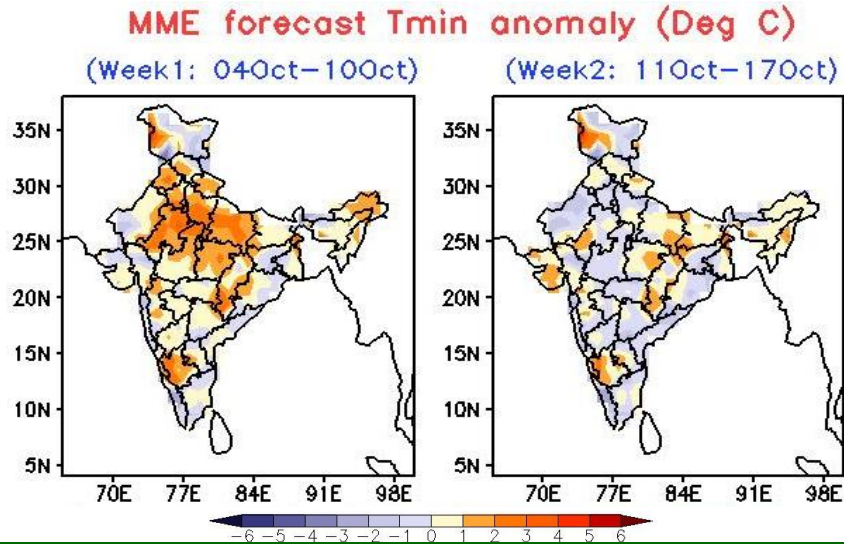 MME forecast Tmin anomaly (Deg C)
(Week1: 04Oct–10Oct)
(Week2: 11Oct–17Oct)
35N
30N
25N
20N
15N
10N
5N
70E 77E 84E 91E 98E
35N
30N
25N
20N
15N
10N
5N
70E 77E 84E 91E 98E
-6 -5 -4 -3 -2 -1 0 1 2 3 4 5 6